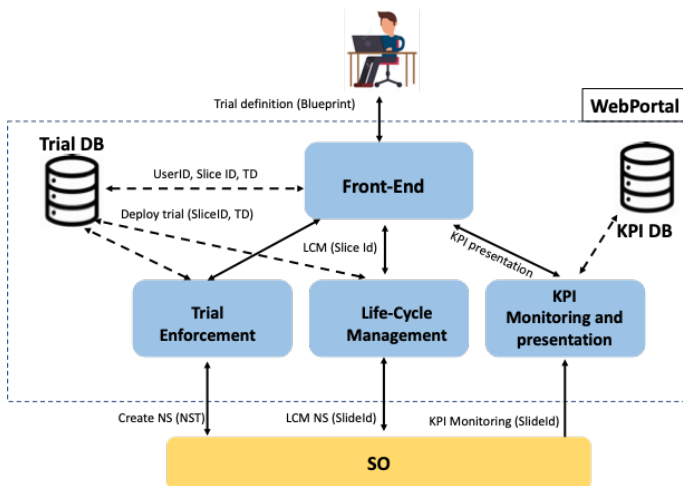 Trial definition (Blueprint)
WebPortal
Trial DB
UserID, Slice ID, TD
Front-End
KPI DB
Deploy trial (SliceID, TD)
LCM (Slice Id)
KPI presentation
Trial
Enforcement
Life-Cycle
Management
KPI
Monitoring and
presentation
Create NS (NST)
LCM NS (SlideId)
KPI Monitoring (SlideId)
SO